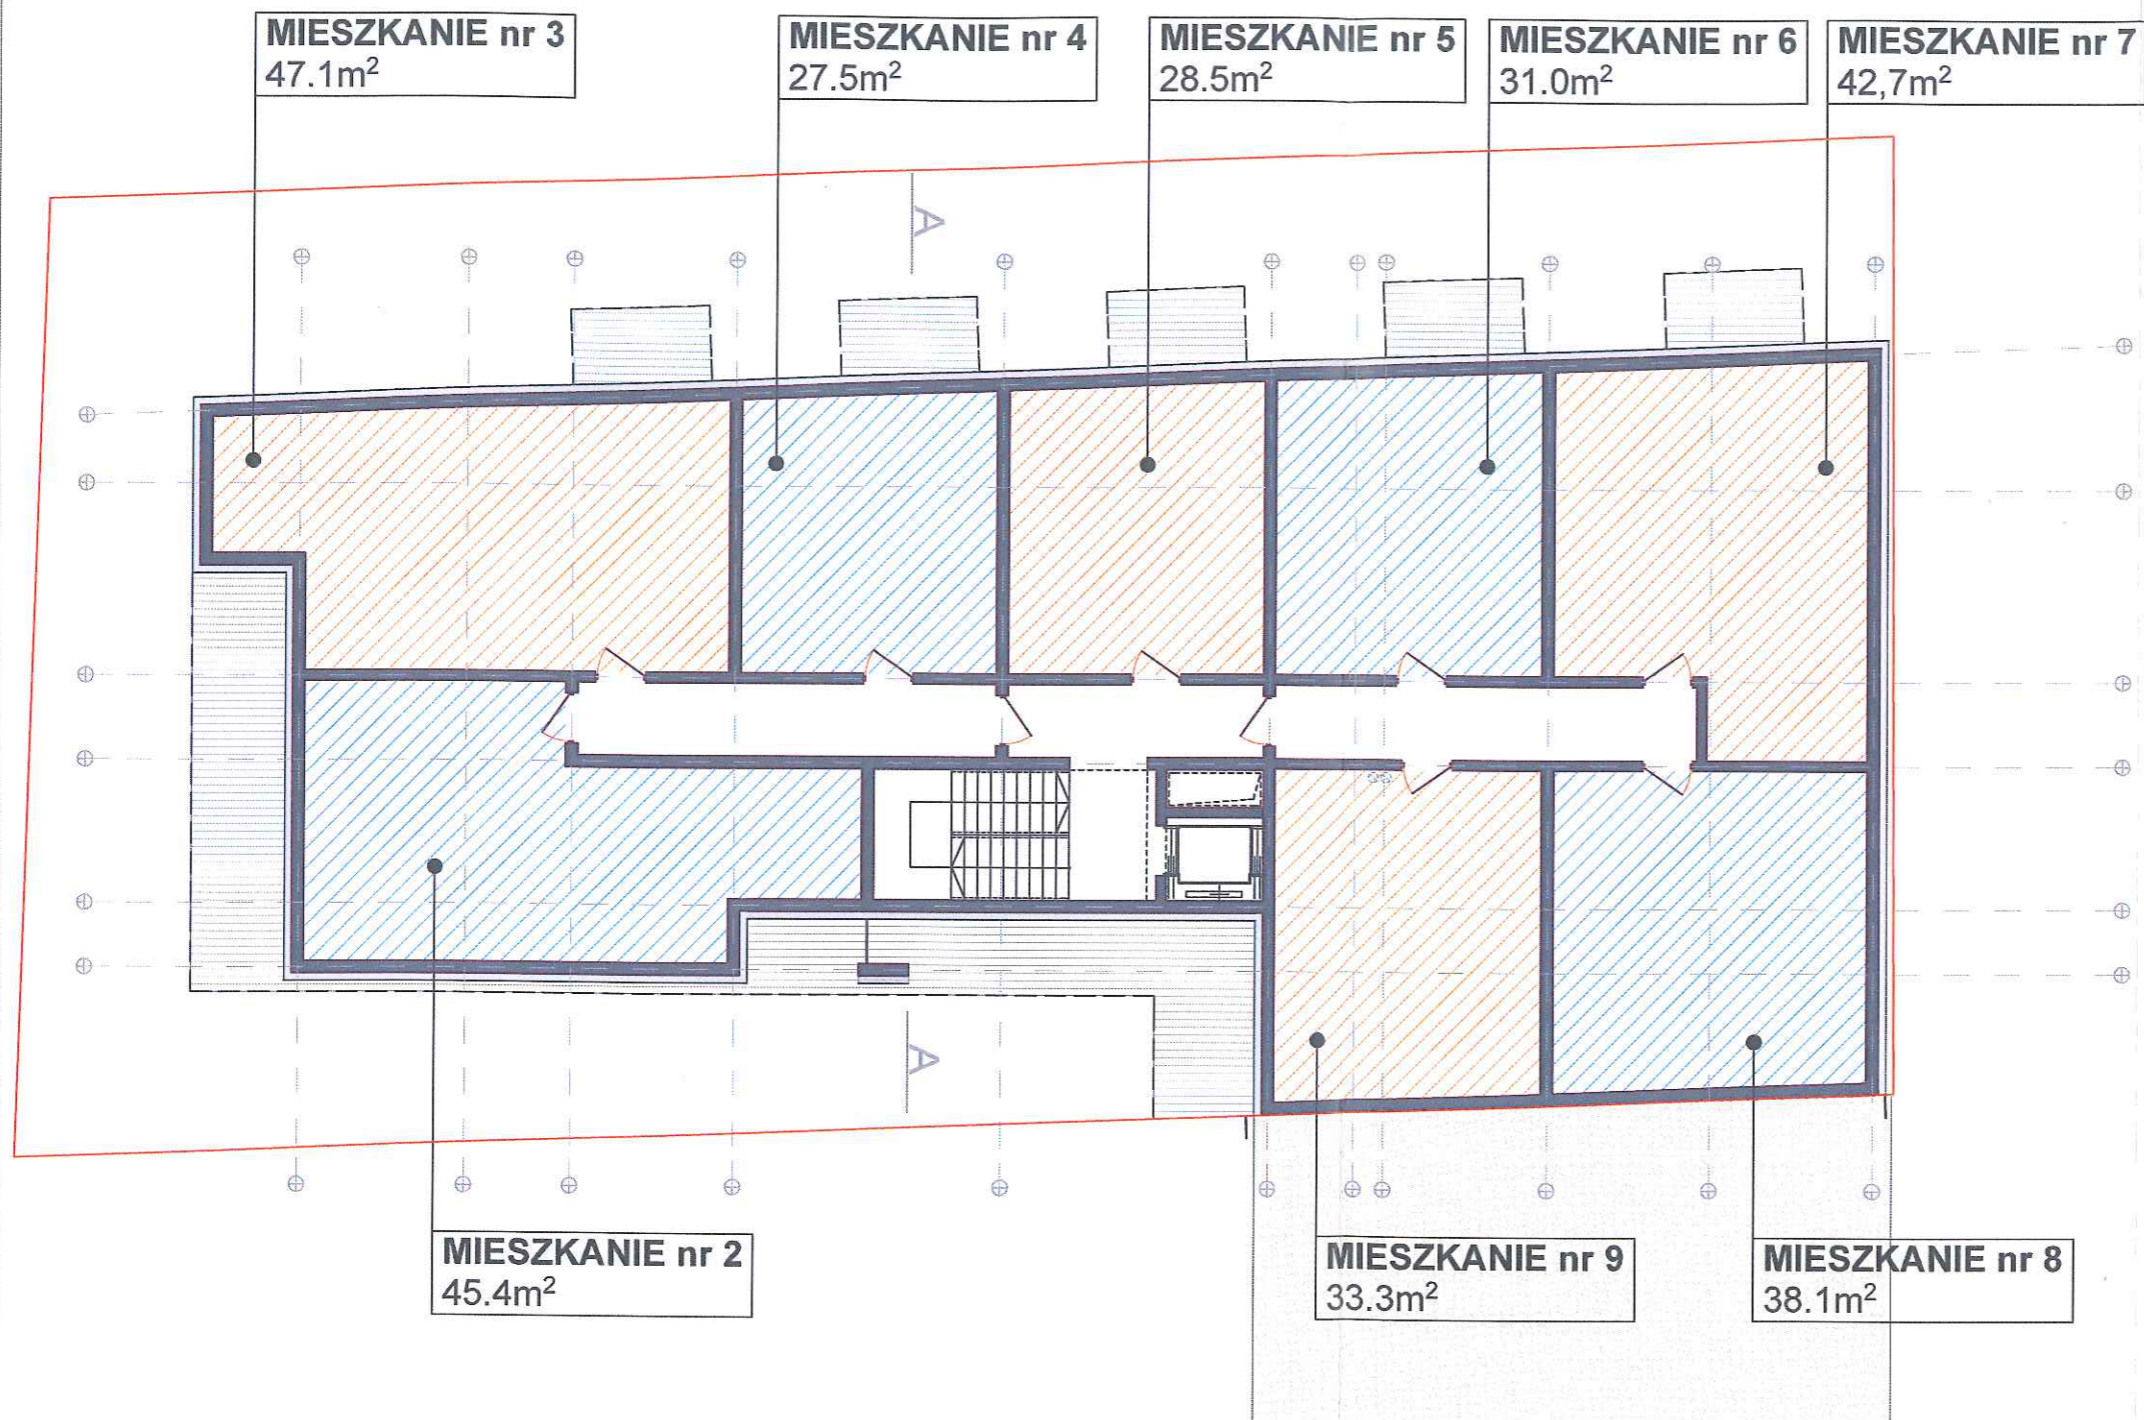 MIESZKANIE nr 3
47.1m²
MIESZKANIE nr 4
27.5m²
MIESZKANIE nr 5
28.5m²
MIESZKANIE nr 6
31.0m²
MIESZKANIE nr 7
42,7m²
A
A
MIESZKANIE nr 2
45.4m²
MIESZKANIE nr 9
33.3m²
MIESZKANIE nr 8
38.1m²